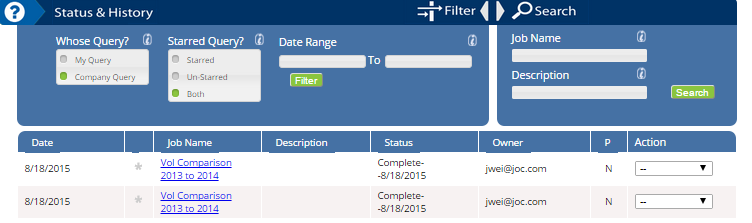 ? Status & History Filter Search
Whose Query? Starred Query? Date Range Job Name
My Query Starred To
Company Query Un-Starred Description
Both Filter Search
Date Job Name Description Status Owner P Action
8/18/2015 * Vol Comparison Complete- jwei@joc.com N --
2013 to 2014 -8/18/2015
8/18/2015 * Vol Comparison Complete- jwei@joc.com N --
2013 to 2014 -8/18/2015